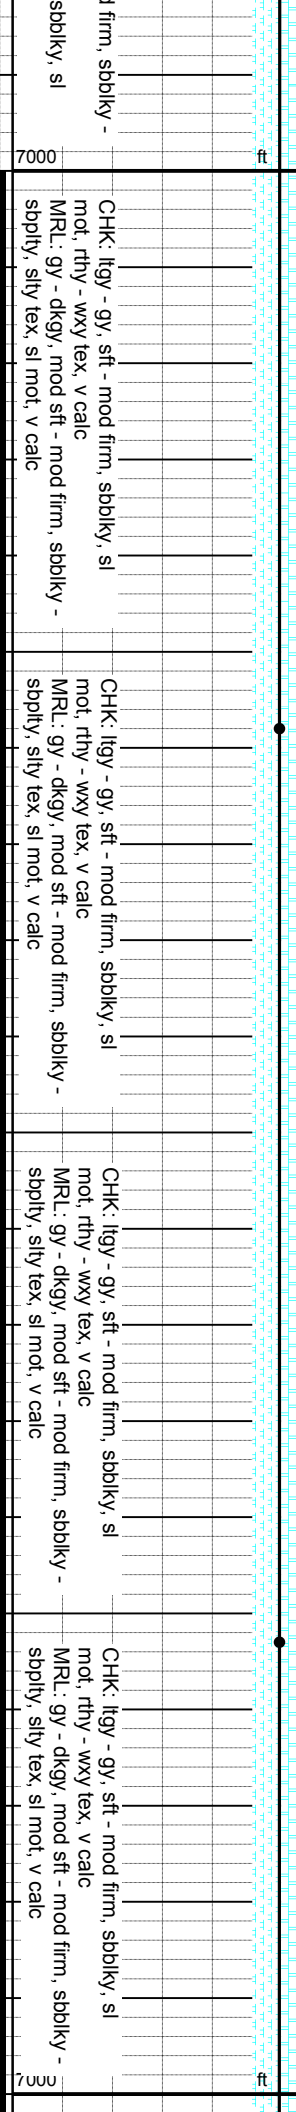 d firm, sbblky -
sbblky, sl
7000 ft
CHK: ltgy - gy, sft - mod firm, sbblky, sl
mot, rthy - wxy tex, v calc
MRL: gy - dkgy, mod sft - mod firm, sbblky -
sbplty, slty tex, sl mot, v calc
CHK: ltgy - gy, sft - mod firm, sbblky, sl
mot, rthy - wxy tex, v calc
MRL: gy - dkgy, mod sft - mod firm, sbblky -
sbplty, slty tex, sl mot, v calc
CHK: ltgy - gy, sft - mod firm, sbblky, sl
mot, rthy - wxy tex, v calc
MRL: gy - dkgy, mod sft - mod firm, sbblky -
sbplty, slty tex, sl mot, v calc
CHK: ltgy - gy, sft - mod firm, sbblky, sl
mot, rthy - wxy tex, v calc
MRL: gy - dkgy, mod sft - mod firm, sbblky -
sbplty, slty tex, sl mot, v calc
7000 ft